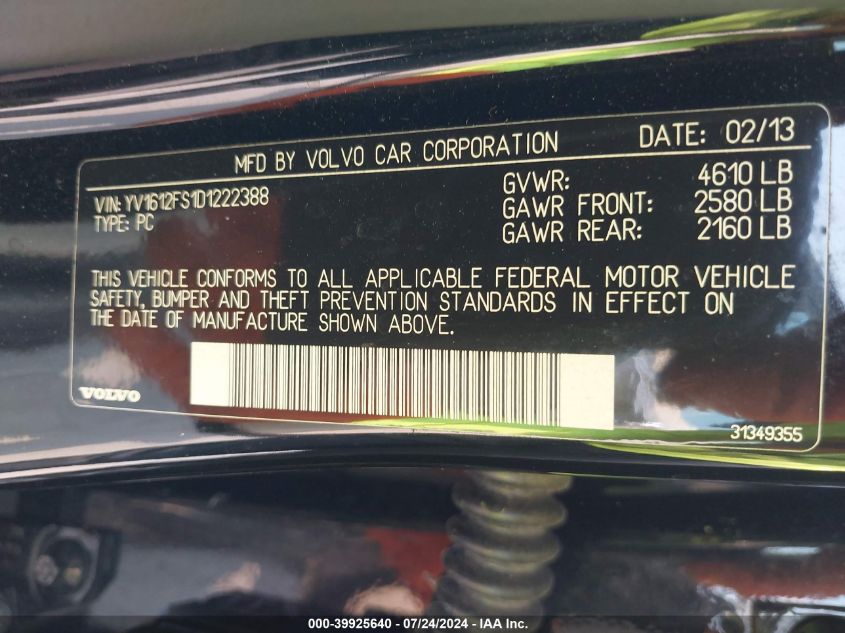 MFD BY VOLVO CAR CORPORATION DATE: 02/13
VIN: YV1612FS1D1222388 GVWR: 4610 LB
TYPE: PC GAWR FRONT: 2580 LB
GAWR REAR: 2160 LB
THIS VEHICLE CONFORMS TO ALL APPLICABLE FEDERAL MOTOR VEHICLE
SAFETY, BUMPER AND THEFT PREVENTION STANDARDS IN EFFECT ON
THE DATE OF MANUFACTURE SHOWN ABOVE.
VOLVO
31349355
000-39925640 / 07/24/2024 - IAA Inc.